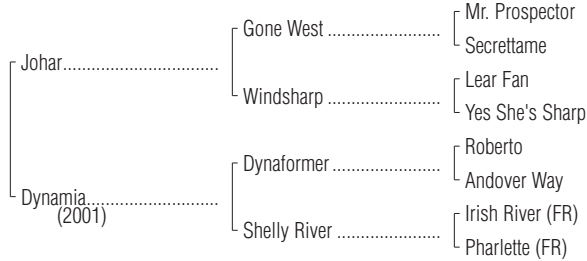 Mr. Prospector
Gone West ......................
Secrettame
Johar................................
Lear Fan
Windsharp ......................
Yes She's Sharp
Roberto
Dynaformer .....................
Andover Way
Dynamia...........................
(2001)
Irish River (FR)
Shelly River ....................
Pharlette (FR)